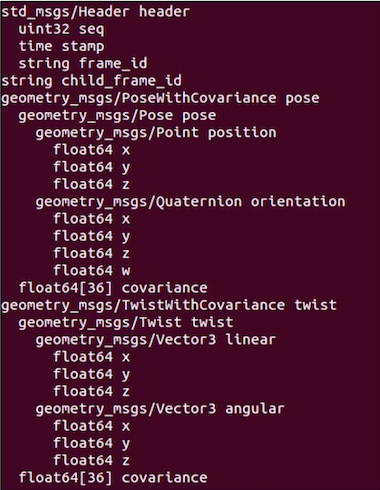 std_msgs/Header header
  uint32 seq
  time stamp
  string frame_id
string child_frame_id
geometry_msgs/PoseWithCovariance pose
  geometry_msgs/Pose pose
    geometry_msgs/Point position
      float64 x
      float64 y
      float64 z
    geometry_msgs/Quaternion orientation
      float64 x
      float64 y
      float64 z
      float64 w
  float64[36] covariance
geometry_msgs/TwistWithCovariance twist
  geometry_msgs/Twist twist
    geometry_msgs/Vector3 linear
      float64 x
      float64 y
      float64 z
    geometry_msgs/Vector3 angular
      float64 x
      float64 y
      float64 z
  float64[36] covariance